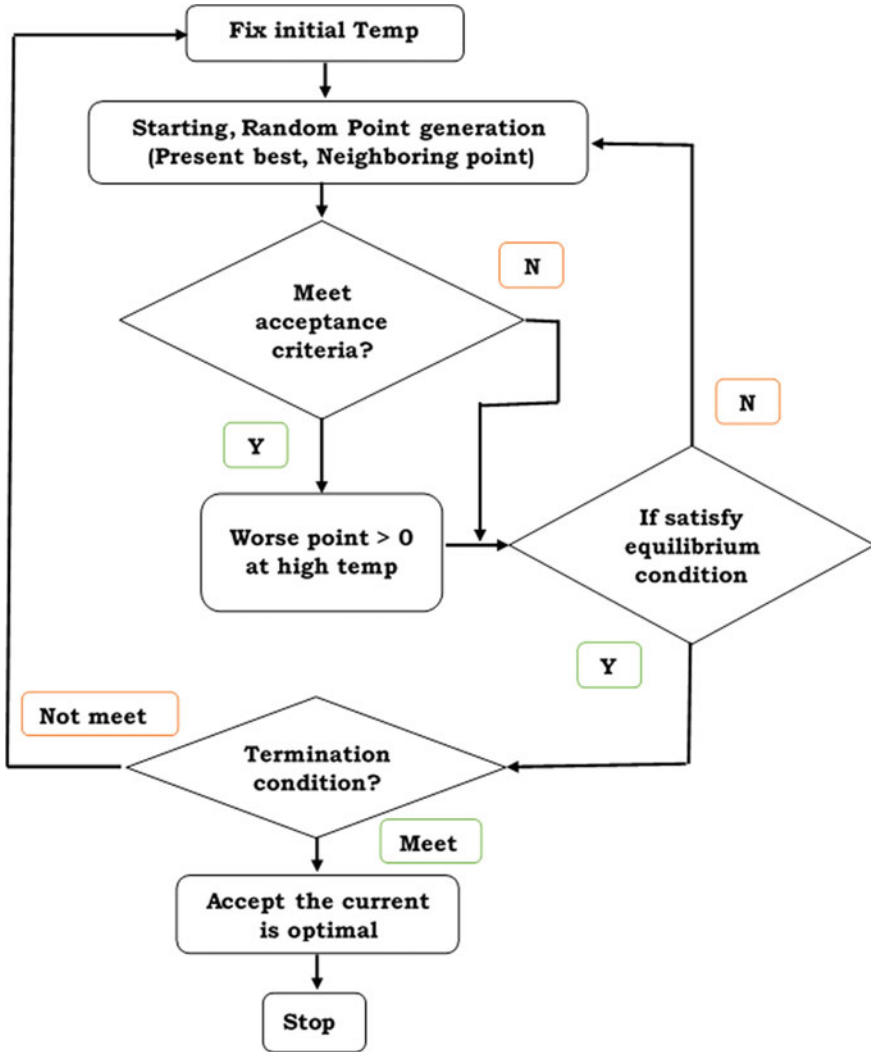 Fix initial Temp
Starting, Random Point generation
(Present best, Neighboring point)
N
Meet
acceptance
criteria?
N
Y
Worse point > 0
at high temp
If satisfy
equilibrium
condition
Y
Not meet
Termination
condition?
Meet
Accept the current
is optimal
Stop